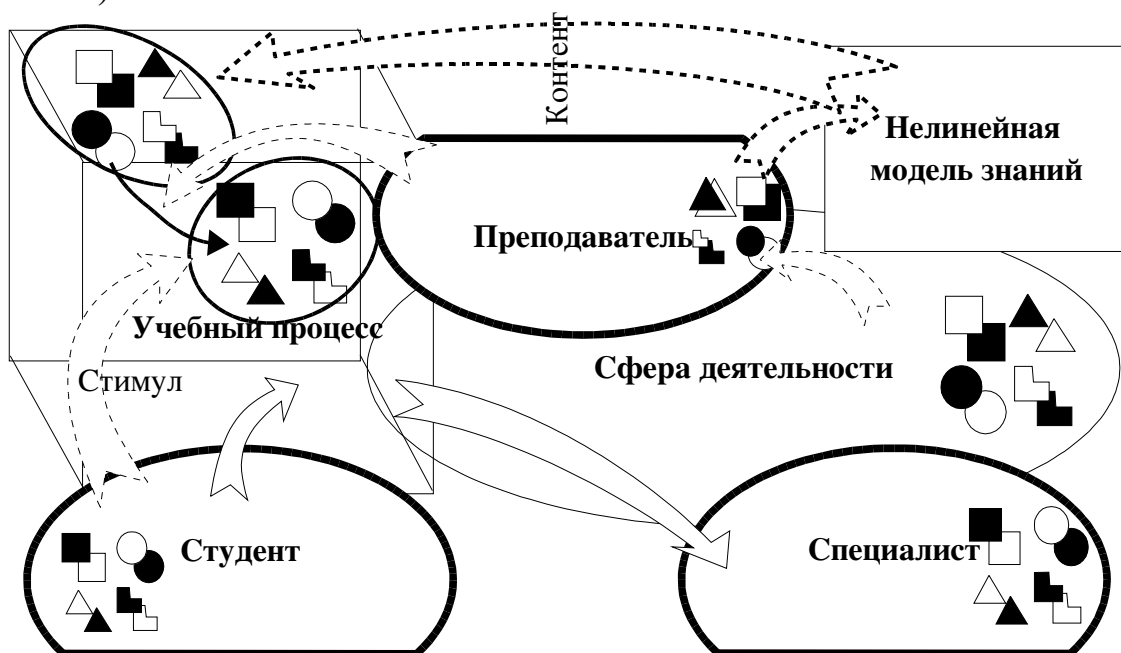 )
Контент
Нелинейная
модель знаний
Преподаватель
Учебный процесс
Сфера деятельности
Стимул
Студент
Специалист